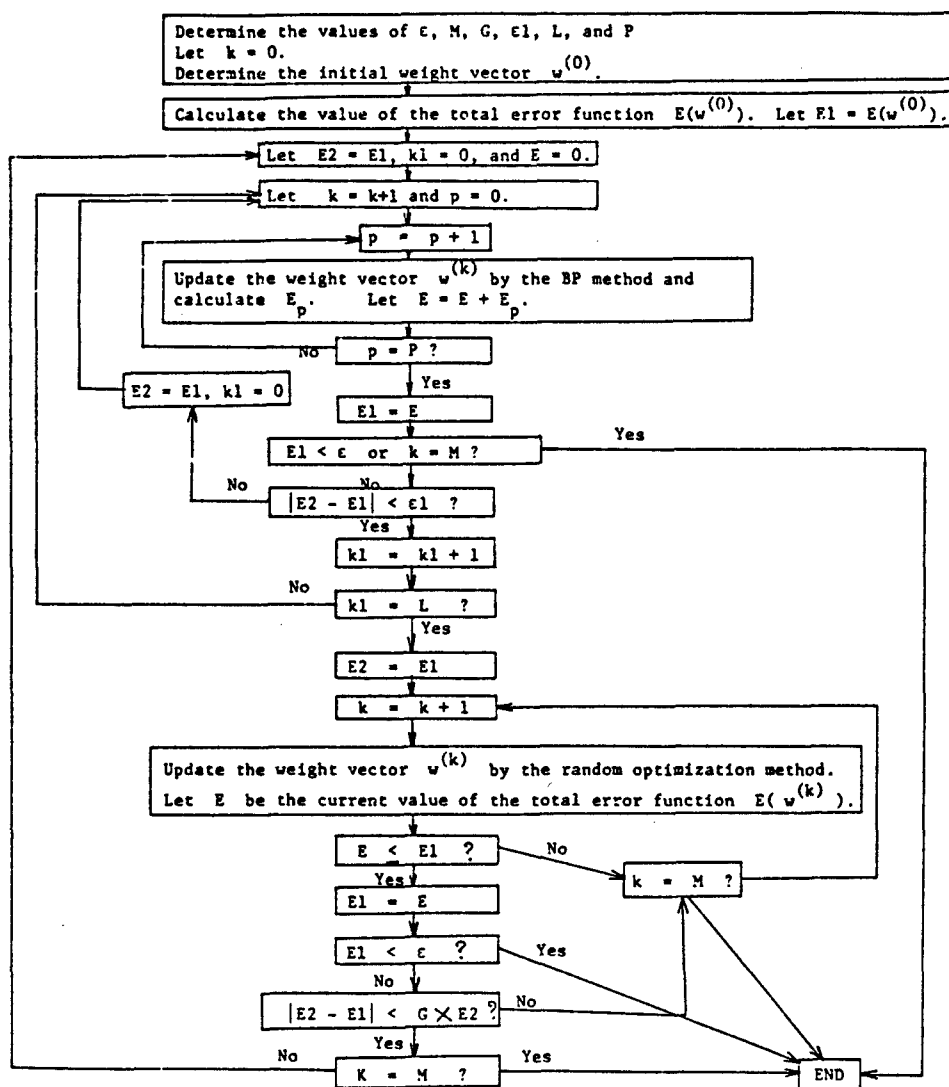 Determine the values of ε, M, G, ε1, L, and P
Let k = 0.
Determine the initial weight vector w^(0).
Calculate the value of the total error function E(w^(0)). Let E1 = E(w^(0)).
Let E2 = E1, k1 = 0, and E = 0.
Let k = k+1 and p = 0.
p = p + 1
Update the weight vector w^(k) by the BP method and
calculate E_p. Let E = E + E_p.
No
p = P ?
Yes
E2 = E1, k1 = 0
E1 = E
Yes
E1 < ε or k = M ?
No
No
|E2 - E1| < ε1 ?
Yes
k1 = k1 + 1
No
k1 = L ?
Yes
E2 = E1
k = k + 1
Update the weight vector w^(k) by the random optimization method.
Let E be the current value of the total error function E( w^(k) ).
E ≤ E1 ?
No
Yes
k = M ?
E1 = E
E1 < ε ?
Yes
No
|E2 - E1| < G × E2 ?
No
Yes
No
K = M ?
Yes
END